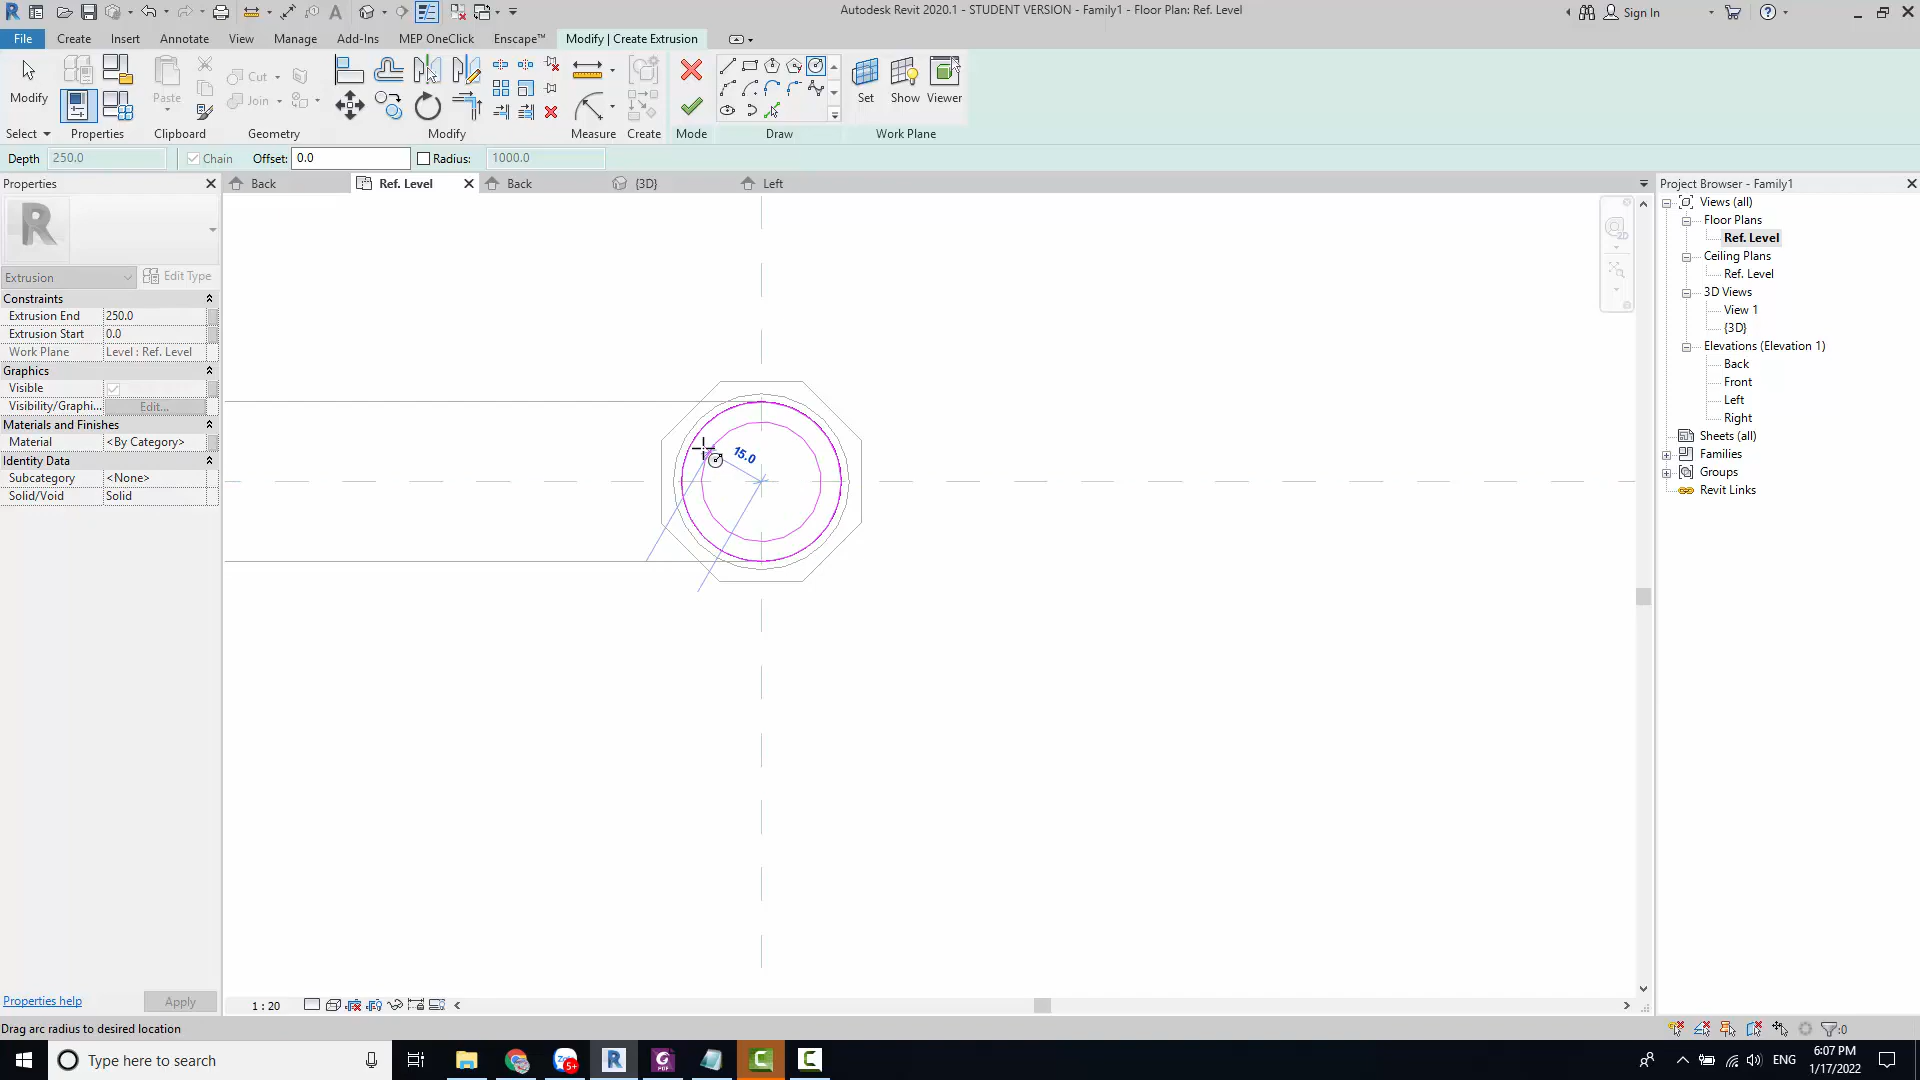 Autodesk Revit 2020.1 - STUDENT VERSION - Family1 - Floor Plan: Ref. Level
Sign In
File Create Insert Annotate View Manage Add-Ins MEP OneClick Enscape™ Modify | Create Extrusion
Modify Paste Cut Join Set Show Viewer
Select Properties Clipboard Geometry Modify Measure Create Mode Draw Work Plane
Depth 250.0 Chain Offset: 0.0 Radius: 1000.0
Properties
Back Ref. Level Back {3D} Left
Project Browser - Family1
R
Extrusion Edit Type
Constraints
Extrusion End 250.0
Extrusion Start 0.0
Work Plane Level : Ref. Level
Graphics
Visible
Visibility/Graphi... Edit...
Materials and Finishes
Material <By Category>
Identity Data
Subcategory <None>
Solid/Void Solid
15.0
2D
Views (all)
Floor Plans
Ref. Level
Ceiling Plans
Ref. Level
3D Views
View 1
{3D}
Elevations (Elevation 1)
Back
Front
Left
Right
Sheets (all)
Families
Groups
Revit Links
Properties help Apply
1 : 20
Drag arc radius to desired location
:0
Type here to search
5+
ENG
6:07 PM
1/17/2022